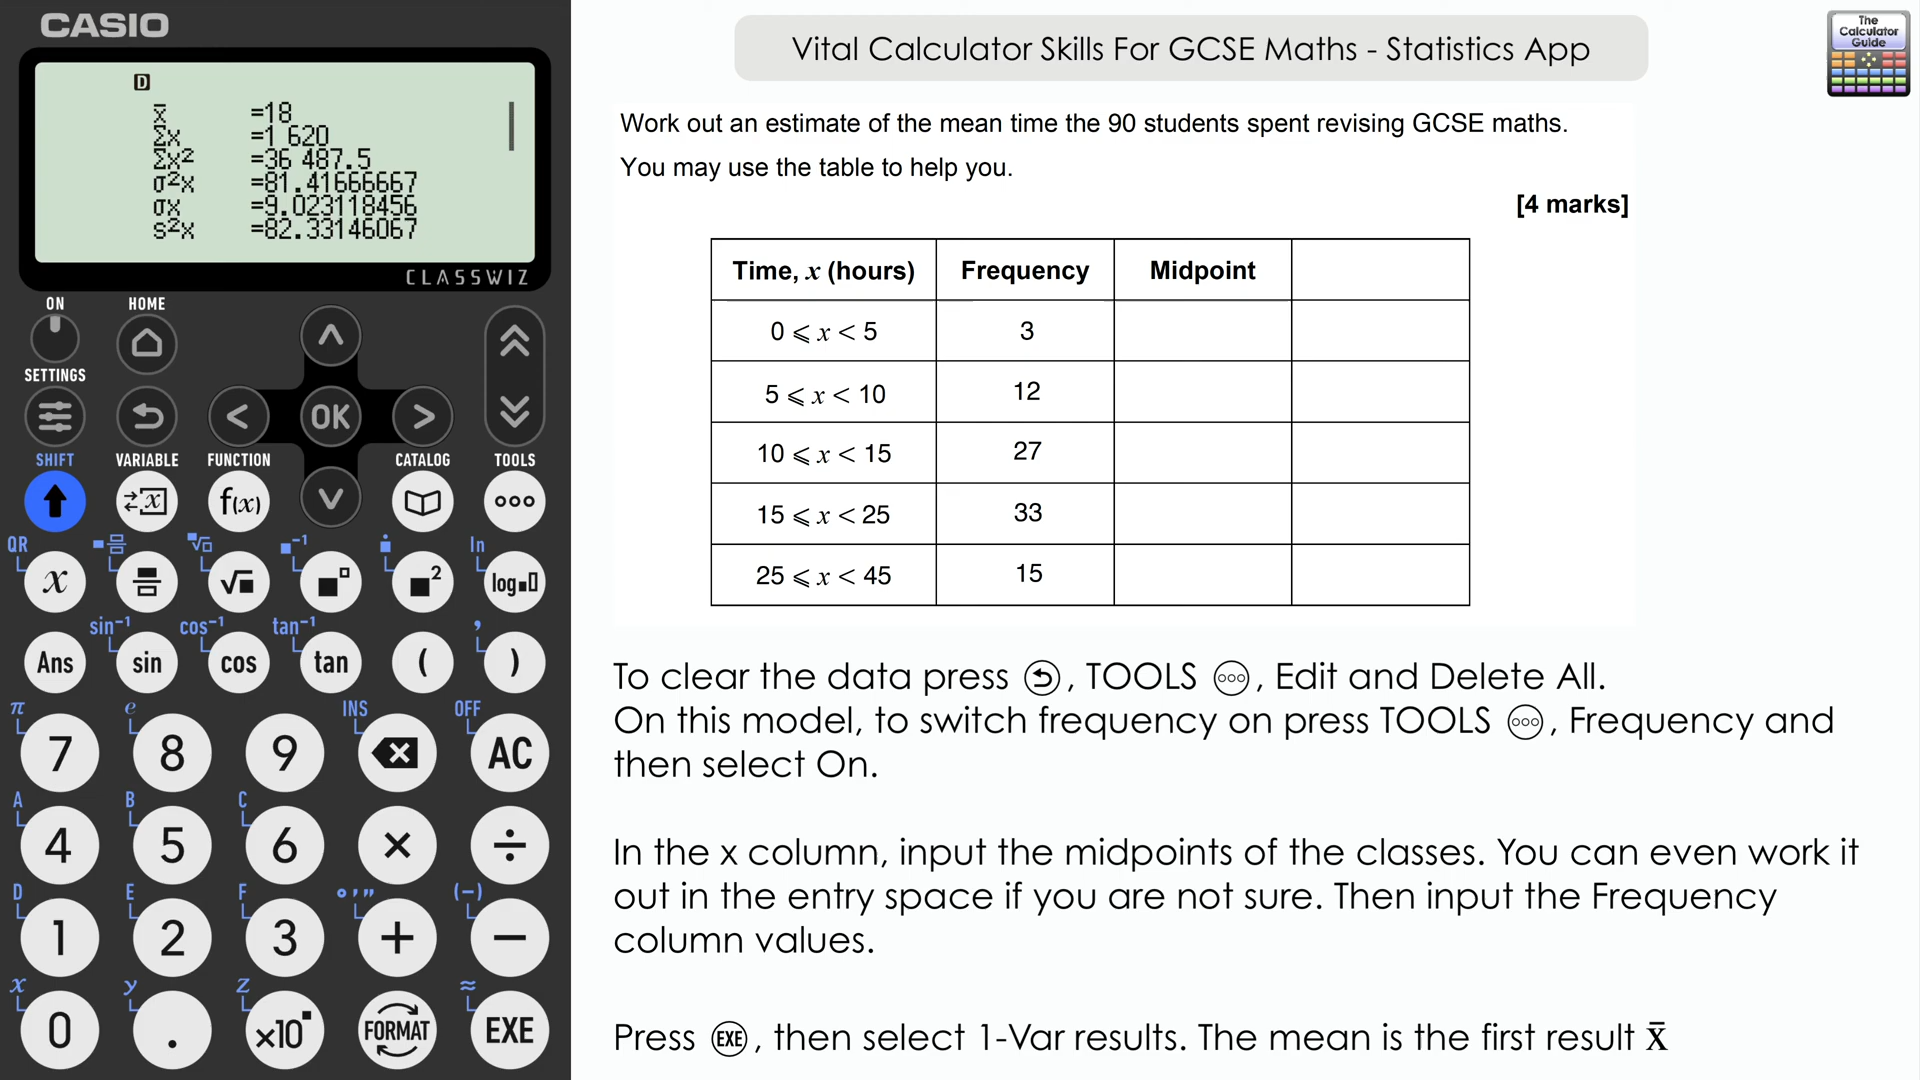 CASIO
D
x̄ =18
Σx =1 620
Σx² =36 487.5
σ²x =81.41666667
σx =9.023118456
s²x =82.33146067
CLASSWIZ
ON HOME
SETTINGS
OK
SHIFT VARIABLE FUNCTION CATALOG TOOLS
x f(x)
QR √ ⁻¹ ln
x √■ ■ ■² log
sin⁻¹ cos⁻¹ tan⁻¹ ,
Ans sin cos tan ( )
π e INS OFF
7 8 9 AC
A B C
4 5 6 × ÷
D E F ° ′ ″ (−)
1 2 3 + −
x y z ≈
0 . ×10 FORMAT EXE
Vital Calculator Skills For GCSE Maths - Statistics App
The
Calculator
Guide
Work out an estimate of the mean time the 90 students spent revising GCSE maths.
You may use the table to help you.
[4 marks]
Time, x (hours) Frequency Midpoint
0 ⩽ x < 5 3
5 ⩽ x < 10 12
10 ⩽ x < 15 27
15 ⩽ x < 25 33
25 ⩽ x < 45 15
To clear the data press , TOOLS , Edit and Delete All.
On this model, to switch frequency on press TOOLS , Frequency and
then select On.
In the x column, input the midpoints of the classes. You can even work it
out in the entry space if you are not sure. Then input the Frequency
column values.
Press EXE, then select 1-Var results. The mean is the first result x̄